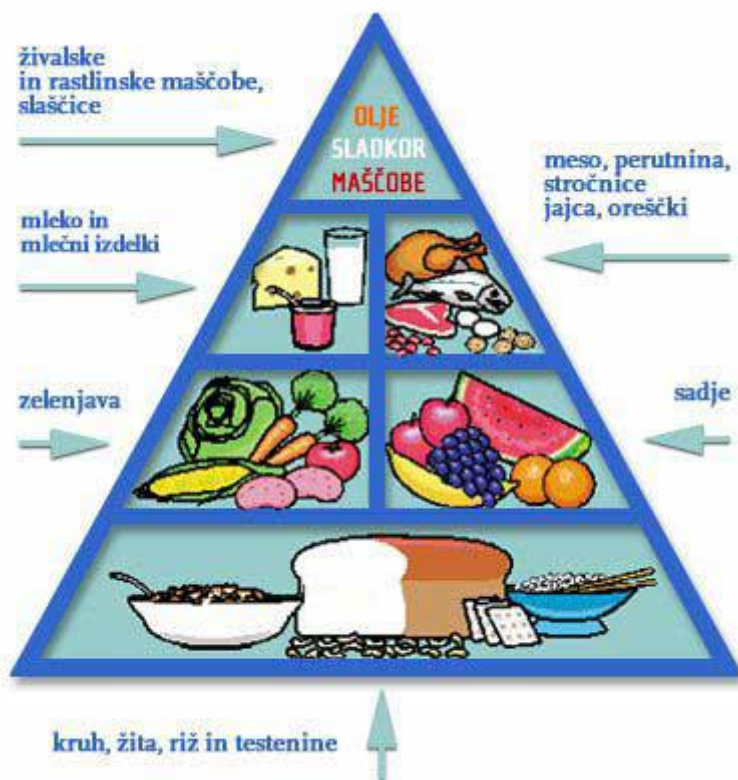 živalske
in rastlinske maščobe,
slaščice
OLJE
SLADKOR
MAŠČOBE
meso, perutnina,
stročnice
jajca, oreščki
mleko in
mlečni izdelki
zelenjava
sadje
kruh, žita, riž in testenine